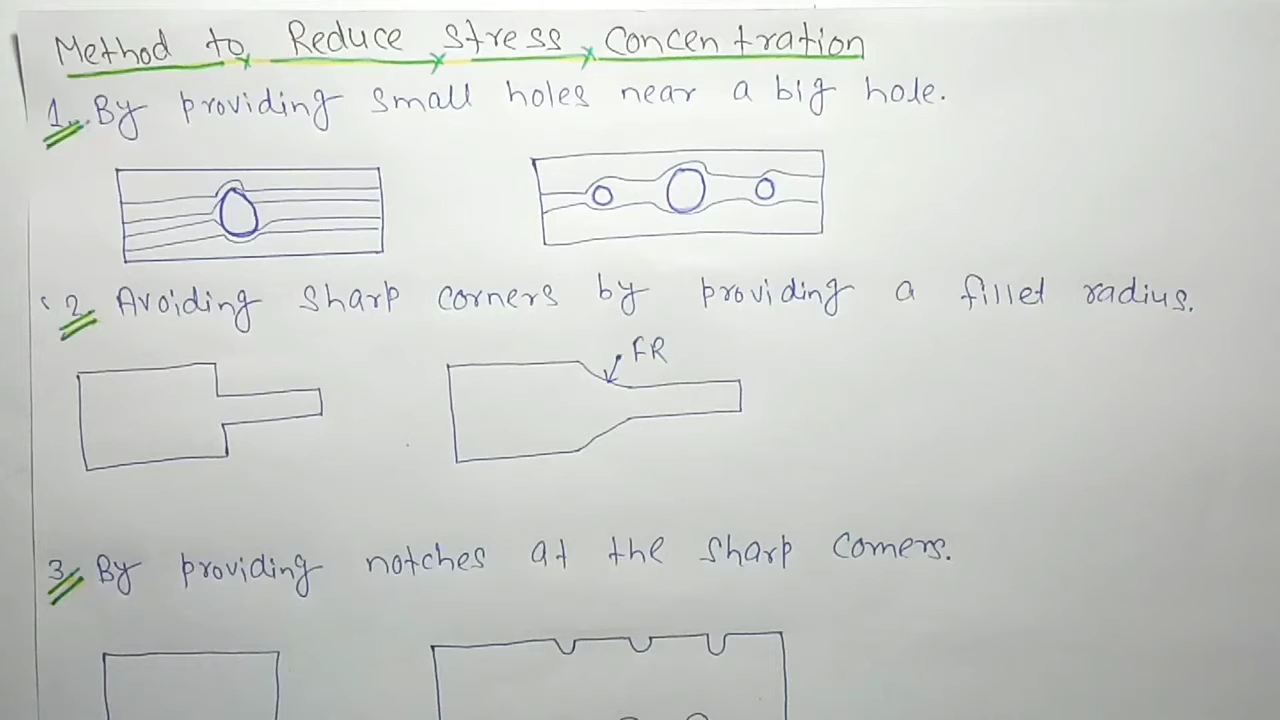 Method to Reduce Stress Concentration
1. By providing small holes near a big hole.
2. Avoiding sharp corners by providing a fillet radius.
FR
3. By providing notches at the sharp corners.